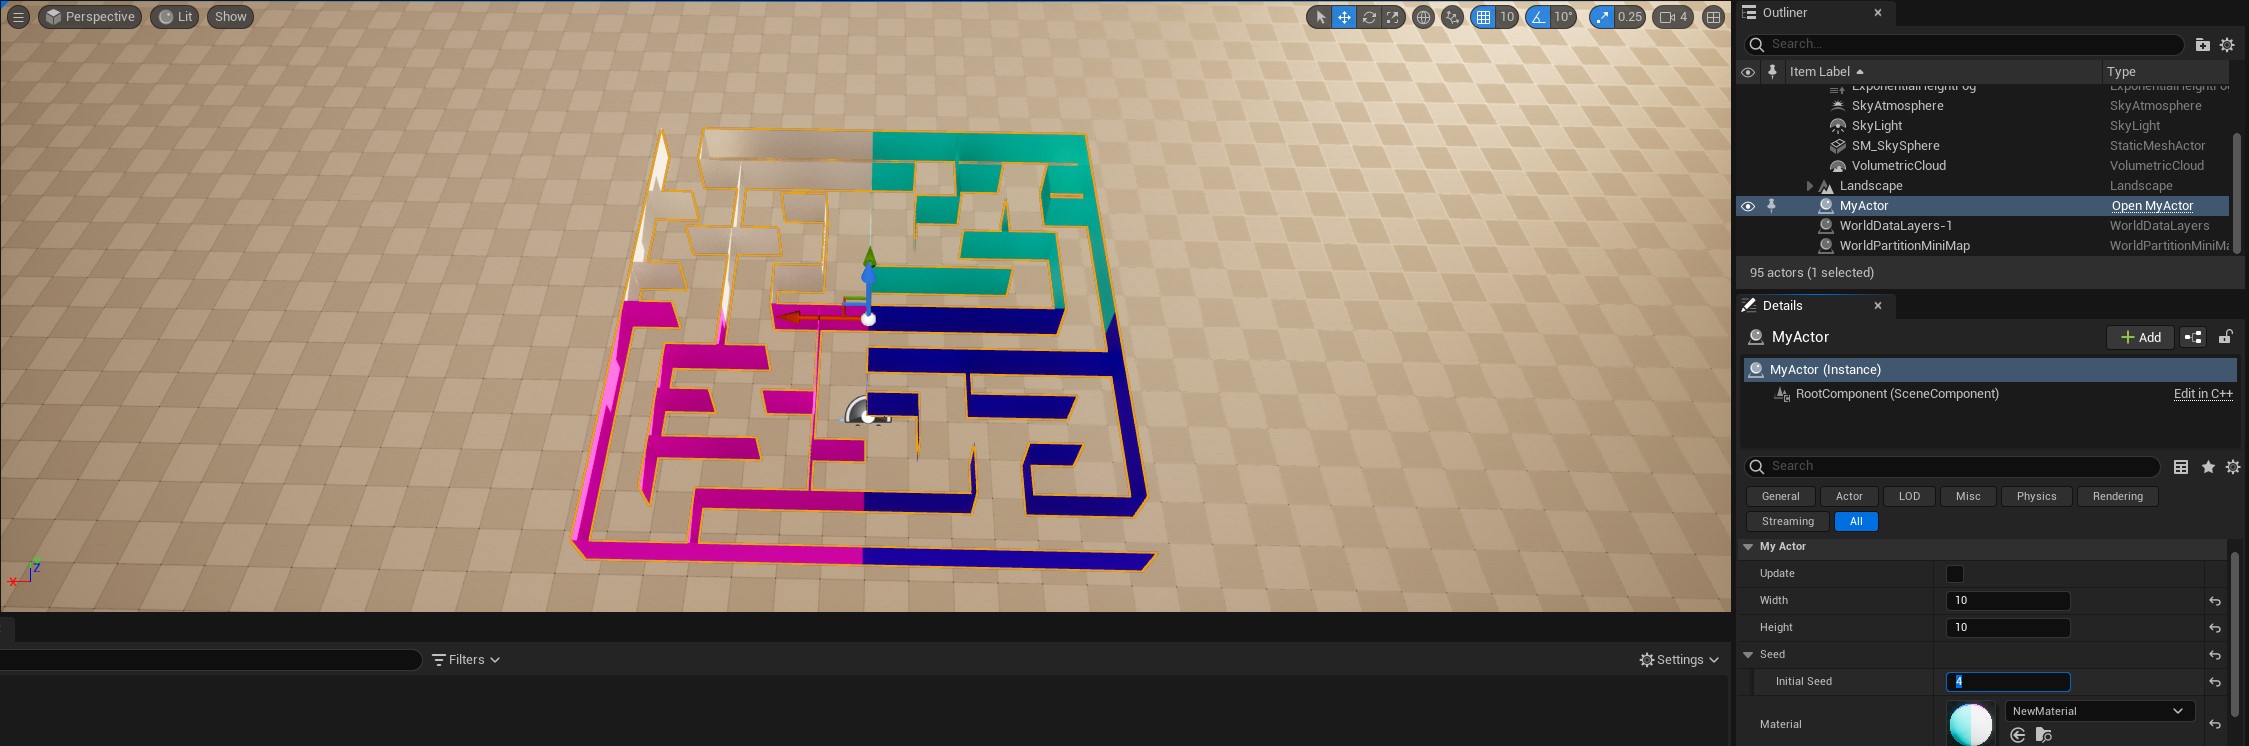 Perspective Lit Show 10 10° 0.25 4
X Z
Filters Settings
Outliner
Search...
Item Label Type
ExponentialHeightFog
SkyAtmosphere SkyAtmosphere
SkyLight SkyLight
SM_SkySphere StaticMeshActor
VolumetricCloud VolumetricCloud
Landscape Landscape
MyActor Open MyActor
WorldDataLayers-1 WorldDataLayers
WorldPartitionMiniMap WorldPartitionMiniMa
95 actors (1 selected)
Details
MyActor Add
MyActor (Instance)
RootComponent (SceneComponent) Edit in C++
Search
General Actor LOD Misc Physics Rendering
Streaming All
My Actor
Update
Width 10
Height 10
Seed
Initial Seed 4
Material NewMaterial